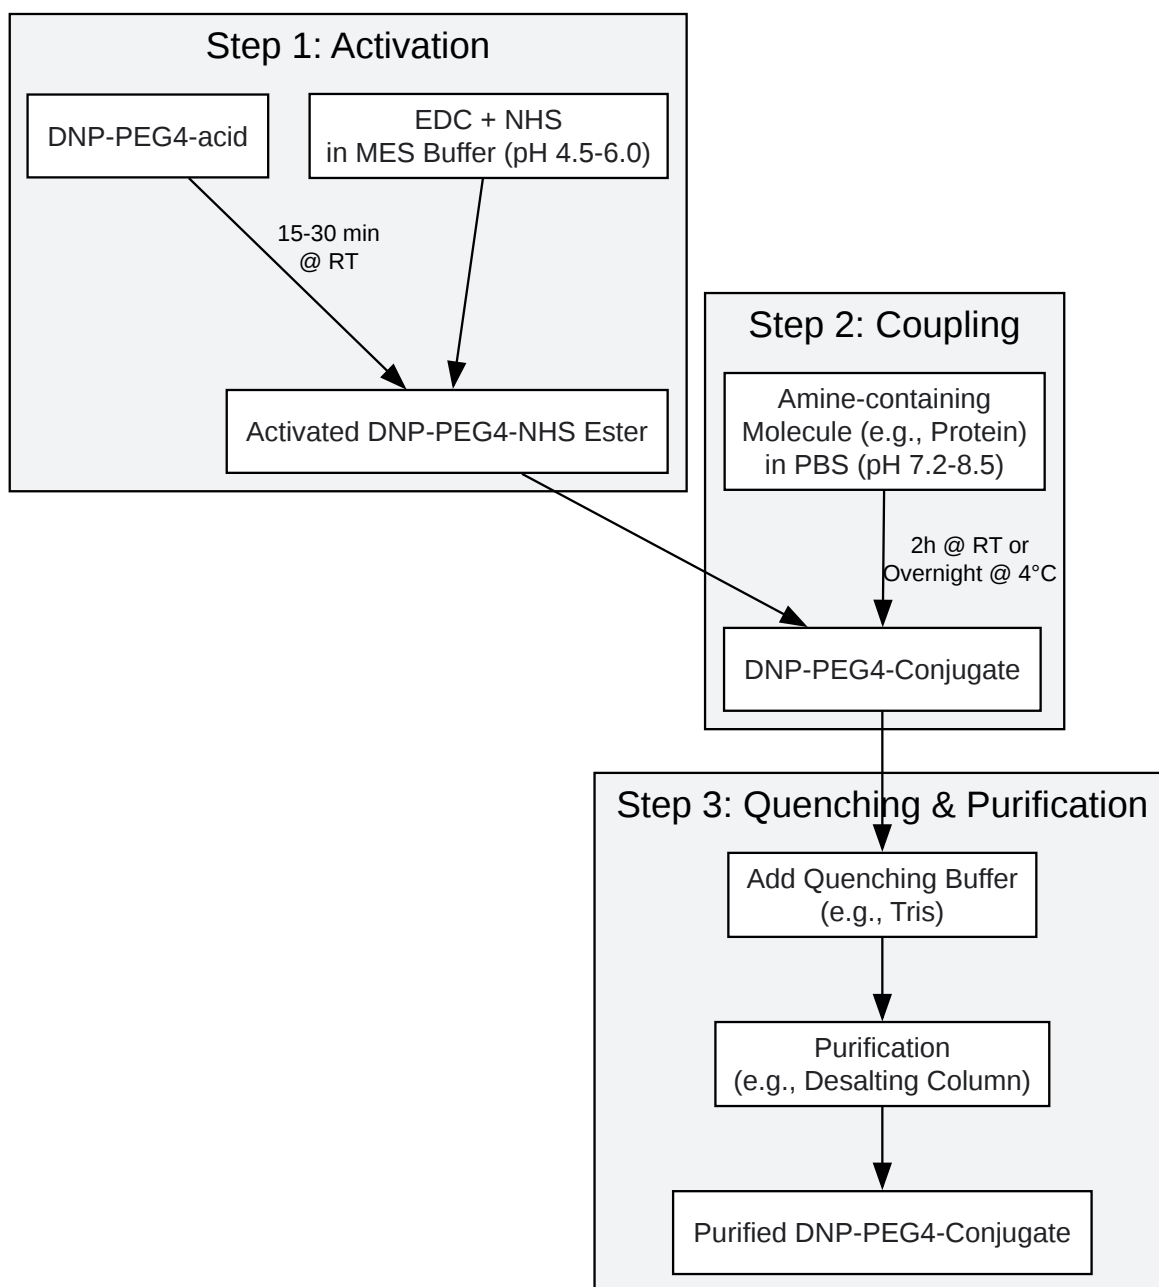 Step 1: Activation
DNP-PEG4-acid
EDC + NHS
in MES Buffer (pH 4.5-6.0)
15-30 min
@ RT
Activated DNP-PEG4-NHS Ester
Step 2: Coupling
Amine-containing
Molecule (e.g., Protein)
in PBS (pH 7.2-8.5)
2h @ RT or
Overnight @ 4°C
DNP-PEG4-Conjugate
Step 3: Quenching & Purification
Add Quenching Buffer
(e.g., Tris)
Purification
(e.g., Desalting Column)
Purified DNP-PEG4-Conjugate